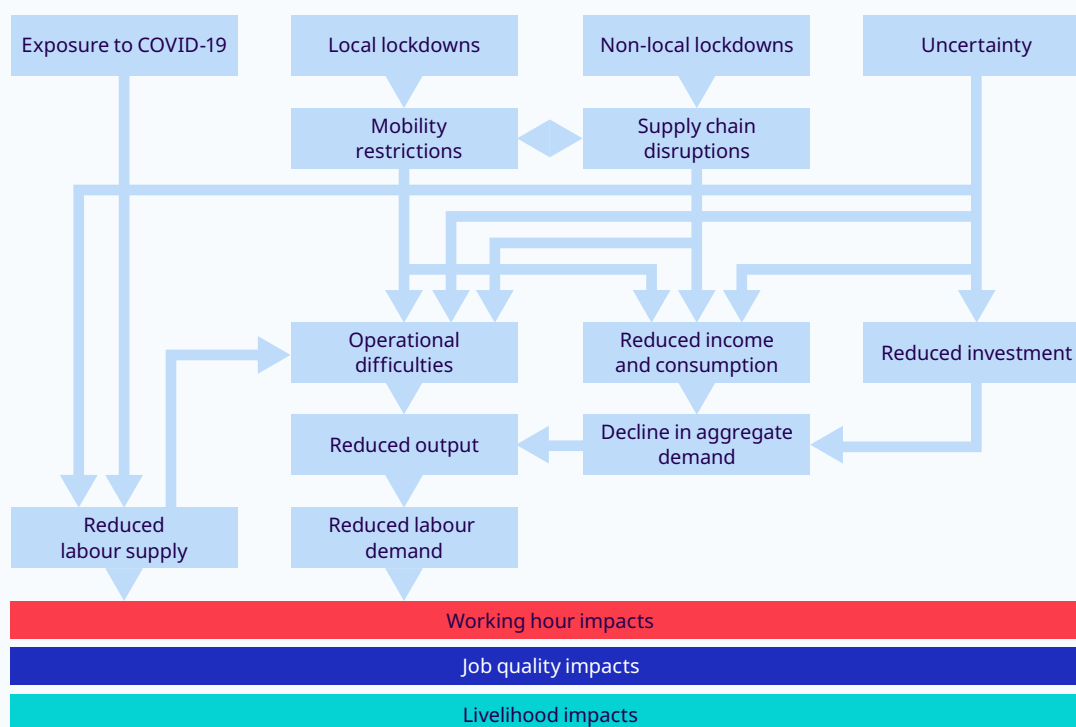 Exposure to COVID-19
Local lockdowns
Non-local lockdowns
Uncertainty
Mobility
restrictions
Supply chain
disruptions
Operational
difficulties
Reduced income
and consumption
Reduced investment
Reduced output
Decline in aggregate
demand
Reduced
labour supply
Reduced labour
demand
Working hour impacts
Job quality impacts
Livelihood impacts